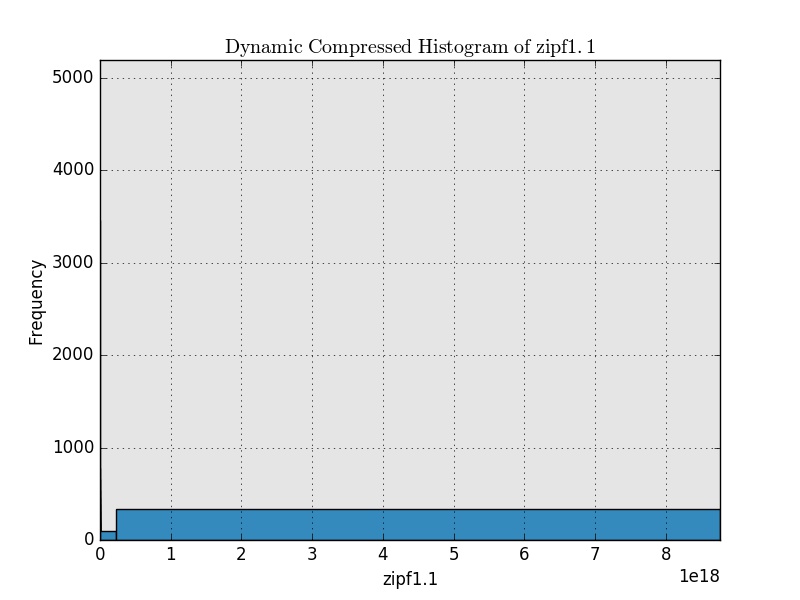 Dynamic Compressed Histogram of zipf1.1
5000
4000
3000
2000
1000
0
Frequency
0 1 2 3 4 5 6 7 8
1e18
zipf1.1